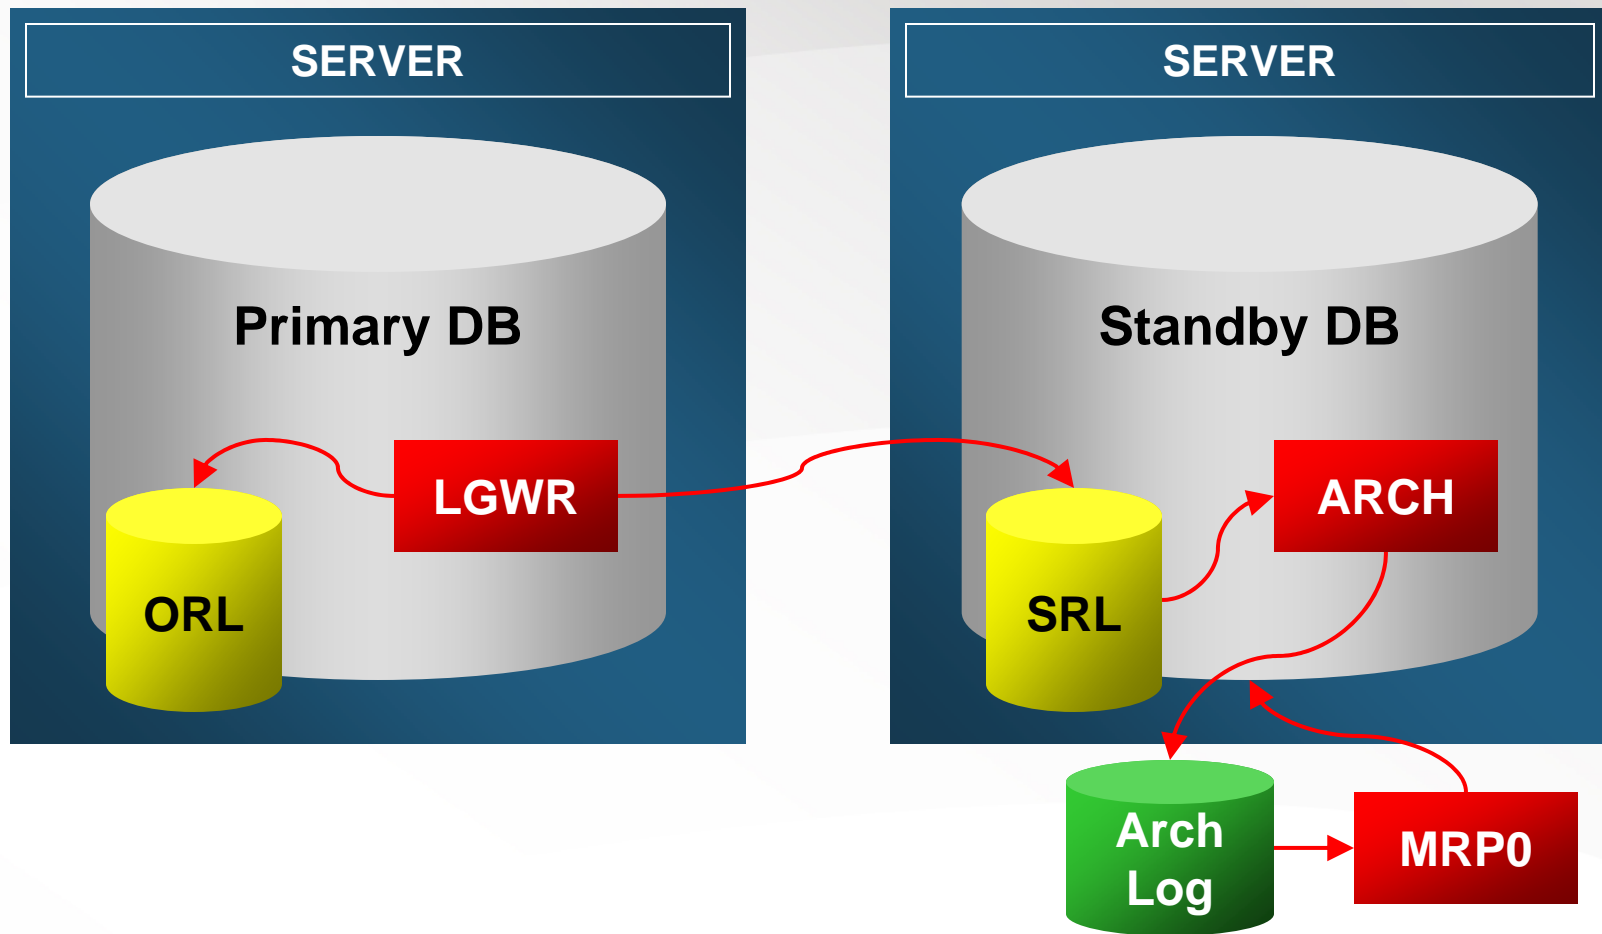 SERVER
SERVER
Primary DB
Standby DB
LGWR
ARCH
ORL
SRL
Arch
Log
MRP0